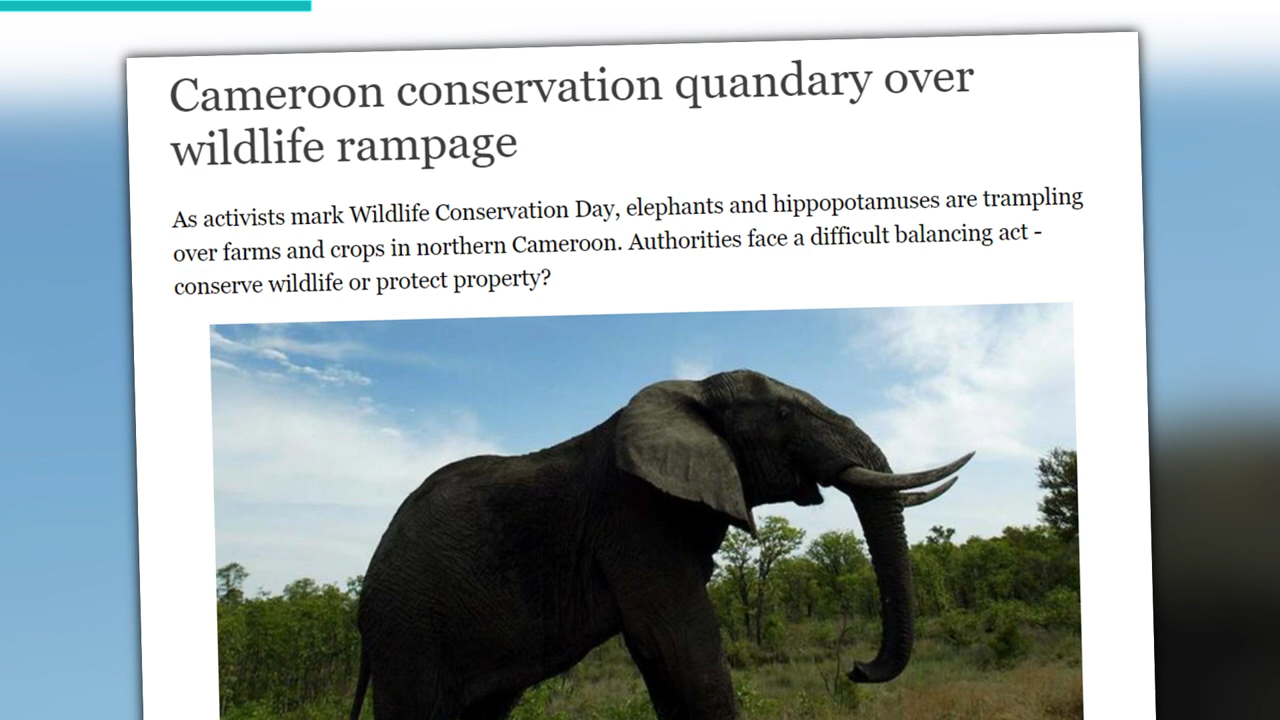 Cameroon conservation quandary over
wildlife rampage
As activists mark Wildlife Conservation Day, elephants and hippopotamuses are trampling
over farms and crops in northern Cameroon. Authorities face a difficult balancing act -
conserve wildlife or protect property?